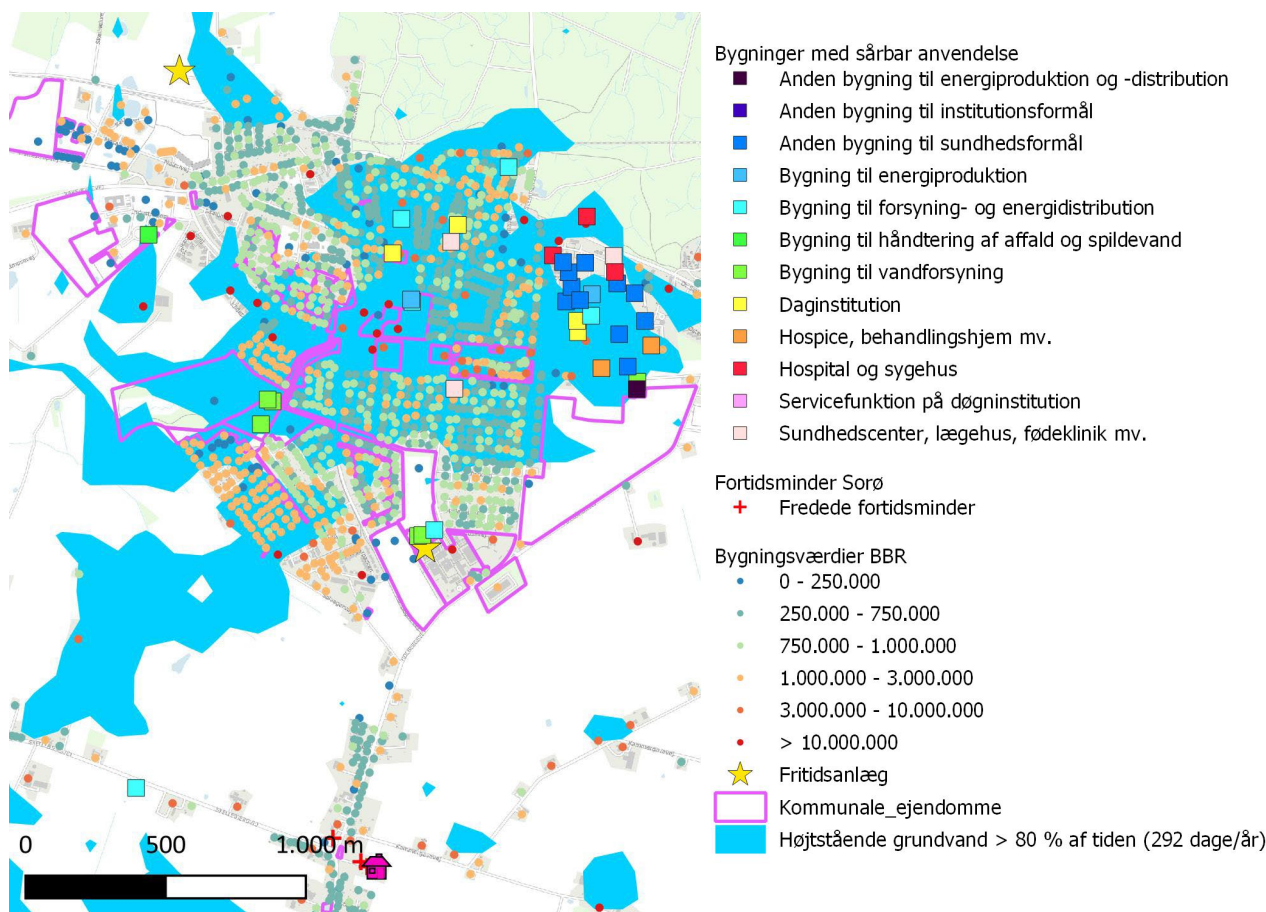 Bygninger med sårbar anvendelse
Anden bygning til energiproduktion og -distribution
Anden bygning til institutionsformål
Anden bygning til sundhedsformål
Bygning til energiproduktion
Bygning til forsyning- og energidistribution
Bygning til håndtering af affald og spildevand
Bygning til vandforsyning
Daginstitution
Hospice, behandlingshjem mv.
Hospital og sygehus
Servicefunktion på døgninstitution
Sundhedscenter, lægehus, fødeklinik mv.
Fortidsminder Sorø
Fredede fortidsminder
Bygningsværdier BBR
0 - 250.000
250.000 - 750.000
750.000 - 1.000.000
1.000.000 - 3.000.000
3.000.000 - 10.000.000
> 10.000.000
Fritidsanlæg
Kommunale_ejendomme
Højtstående grundvand > 80 % af tiden (292 dage/år)
0 500 1.000 m